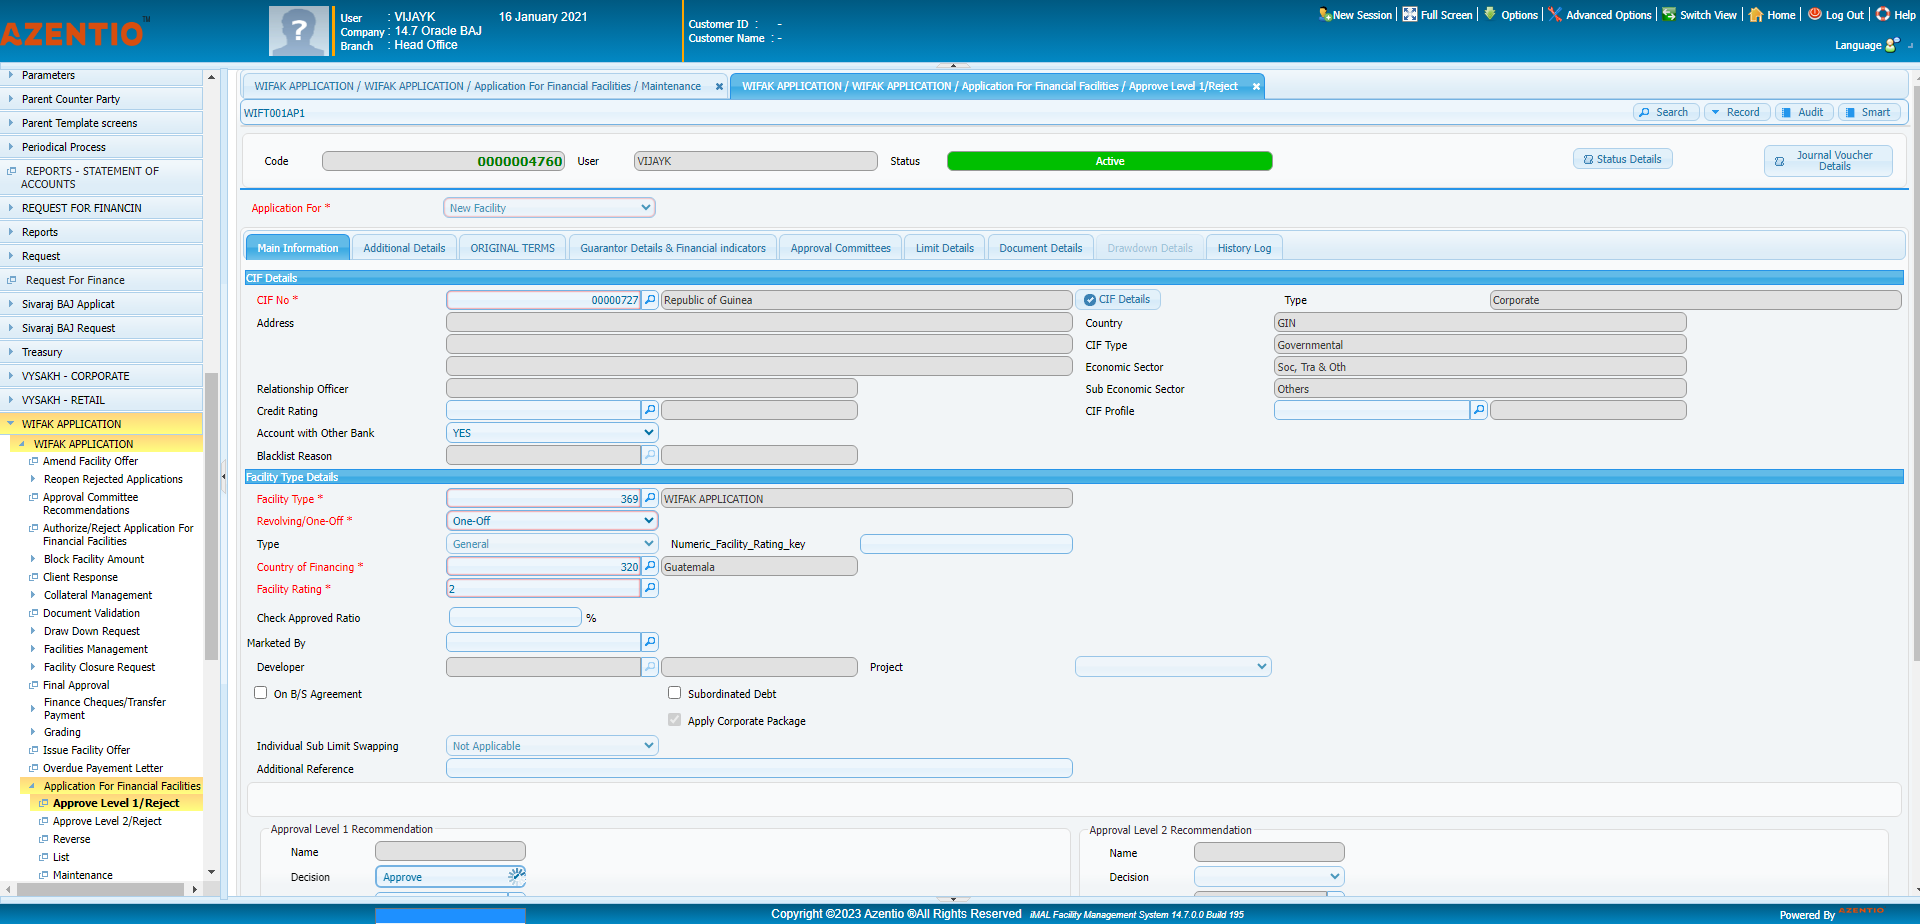 AZENTIO™
User : VIJAYK 16 January 2021
Company : 14.7 Oracle BAJ
Branch : Head Office
Customer ID : -
Customer Name : -
New Session | Full Screen | Options | Advanced Options | Switch View | Home | Log Out | Help
Language
Parameters
Parent Counter Party
Parent Template screens
Periodical Process
REPORTS - STATEMENT OF
ACCOUNTS
REQUEST FOR FINANCIN
Reports
Request
Request For Finance
Sivaraj BAJ Applicat
Sivaraj BAJ Request
Treasury
VYSAKH - CORPORATE
VYSAKH - RETAIL
WIFAK APPLICATION
WIFAK APPLICATION
Amend Facility Offer
Reopen Rejected Applications
Approval Committee
Recommendations
Authorize/Reject Application For
Financial Facilities
Block Facility Amount
Client Response
Collateral Management
Document Validation
Draw Down Request
Facilities Management
Facility Closure Request
Final Approval
Finance Cheques/Transfer
Payment
Grading
Issue Facility Offer
Overdue Payement Letter
Application For Financial Facilities
Approve Level 1/Reject
Approve Level 2/Reject
Reverse
List
Maintenance
WIFAK APPLICATION / WIFAK APPLICATION / Application For Financial Facilities / Maintenance
WIFAK APPLICATION / WIFAK APPLICATION / Application For Financial Facilities / Approve Level 1/Reject
WIFT001AP1
Search Record Audit Smart
Code 0000004760 User VIJAYK Status Active
Status Details
Journal Voucher
Details
Application For * New Facility
Main Information Additional Details ORIGINAL TERMS Guarantor Details & Financial indicators Approval Committees Limit Details Document Details Drawdown Details History Log
CIF Details
CIF No * 00000727 Republic of Guinea CIF Details Type Corporate
Address Country GIN
CIF Type Governmental
Economic Sector Soc, Tra & Oth
Relationship Officer Sub Economic Sector Others
Credit Rating CIF Profile
Account with Other Bank YES
Blacklist Reason
Facility Type Details
Facility Type * 369 WIFAK APPLICATION
Revolving/One-Off * One-Off
Type General Numeric_Facility_Rating_key
Country of Financing * 320 Guatemala
Facility Rating * 2
Check Approved Ratio %
Marketed By
Developer Project
On B/S Agreement Subordinated Debt
Apply Corporate Package
Individual Sub Limit Swapping Not Applicable
Additional Reference
Approval Level 1 Recommendation
Name
Decision Approve
Approval Level 2 Recommendation
Name
Decision
Copyright ©2023 Azentio ®All Rights Reserved iMAL Facility Management System 14.7.0.0 Build 195
Powered By AZENTIO